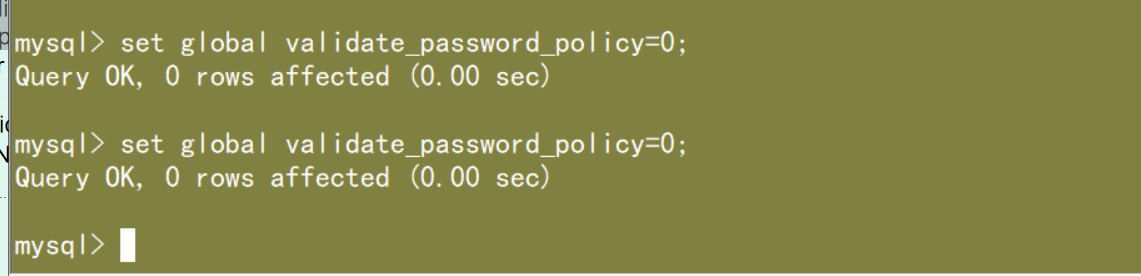 mysql> set global validate_password_policy=0;
Query OK, 0 rows affected (0.00 sec)
mysql> set global validate_password_policy=0;
Query OK, 0 rows affected (0.00 sec)
mysql>